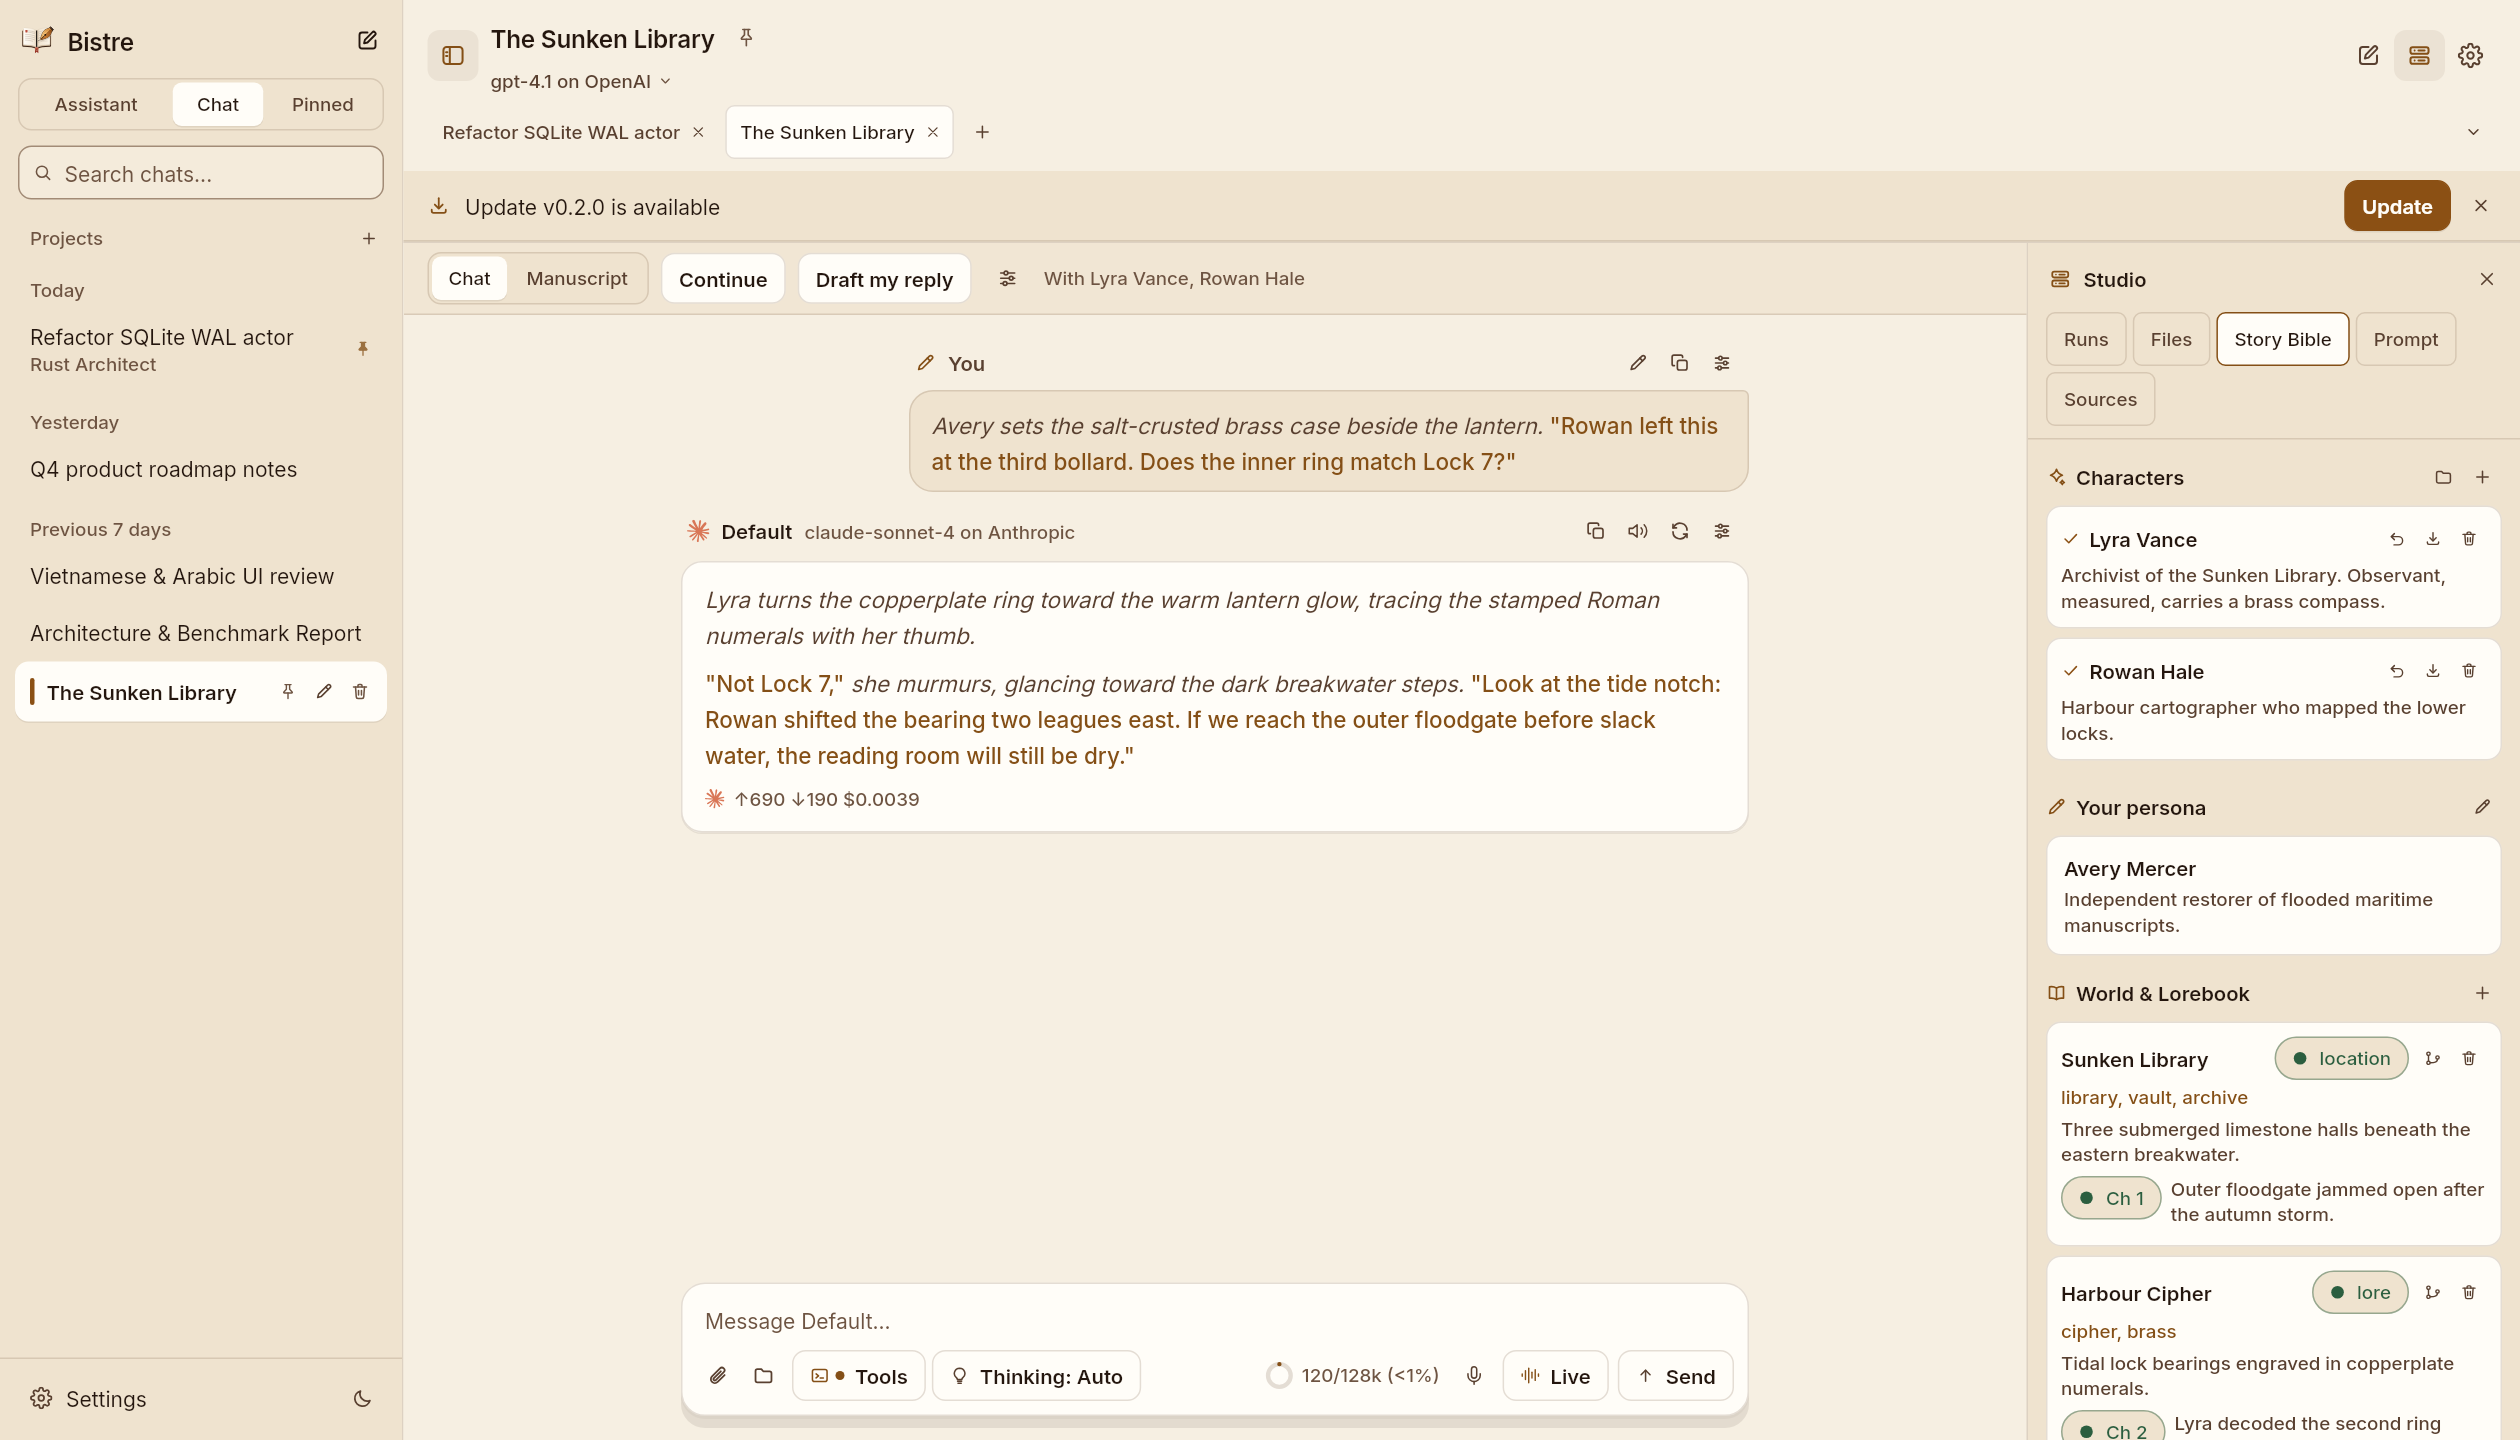 Bistre
Assistant
Chat
Pinned
Search chats...
Projects
Today
Refactor SQLite WAL actor
Rust Architect
Yesterday
Q4 product roadmap notes
Previous 7 days
Vietnamese & Arabic UI review
Architecture & Benchmark Report
The Sunken Library
Settings
The Sunken Library
gpt-4.1 on OpenAI
Refactor SQLite WAL actor
The Sunken Library
Update v0.2.0 is available
Update
Chat
Manuscript
Continue
Draft my reply
With Lyra Vance, Rowan Hale
You
Avery sets the salt-crusted brass case beside the lantern. "Rowan left this
at the third bollard. Does the inner ring match Lock 7?"
Default claude-sonnet-4 on Anthropic
Lyra turns the copperplate ring toward the warm lantern glow, tracing the stamped Roman
numerals with her thumb.
"Not Lock 7," she murmurs, glancing toward the dark breakwater steps. "Look at the tide notch:
Rowan shifted the bearing two leagues east. If we reach the outer floodgate before slack
water, the reading room will still be dry."
↑690 ↓190 $0.0039
Message Default...
Tools
Thinking: Auto
120/128k (<1%)
Live
Send
Studio
Runs
Files
Story Bible
Prompt
Sources
Characters
Lyra Vance
Archivist of the Sunken Library. Observant,
measured, carries a brass compass.
Rowan Hale
Harbour cartographer who mapped the lower
locks.
Your persona
Avery Mercer
Independent restorer of flooded maritime
manuscripts.
World & Lorebook
Sunken Library
location
library, vault, archive
Three submerged limestone halls beneath the
eastern breakwater.
Ch 1
Outer floodgate jammed open after
the autumn storm.
Harbour Cipher
lore
cipher, brass
Tidal lock bearings engraved in copperplate
numerals.
Ch 2
Lyra decoded the second ring